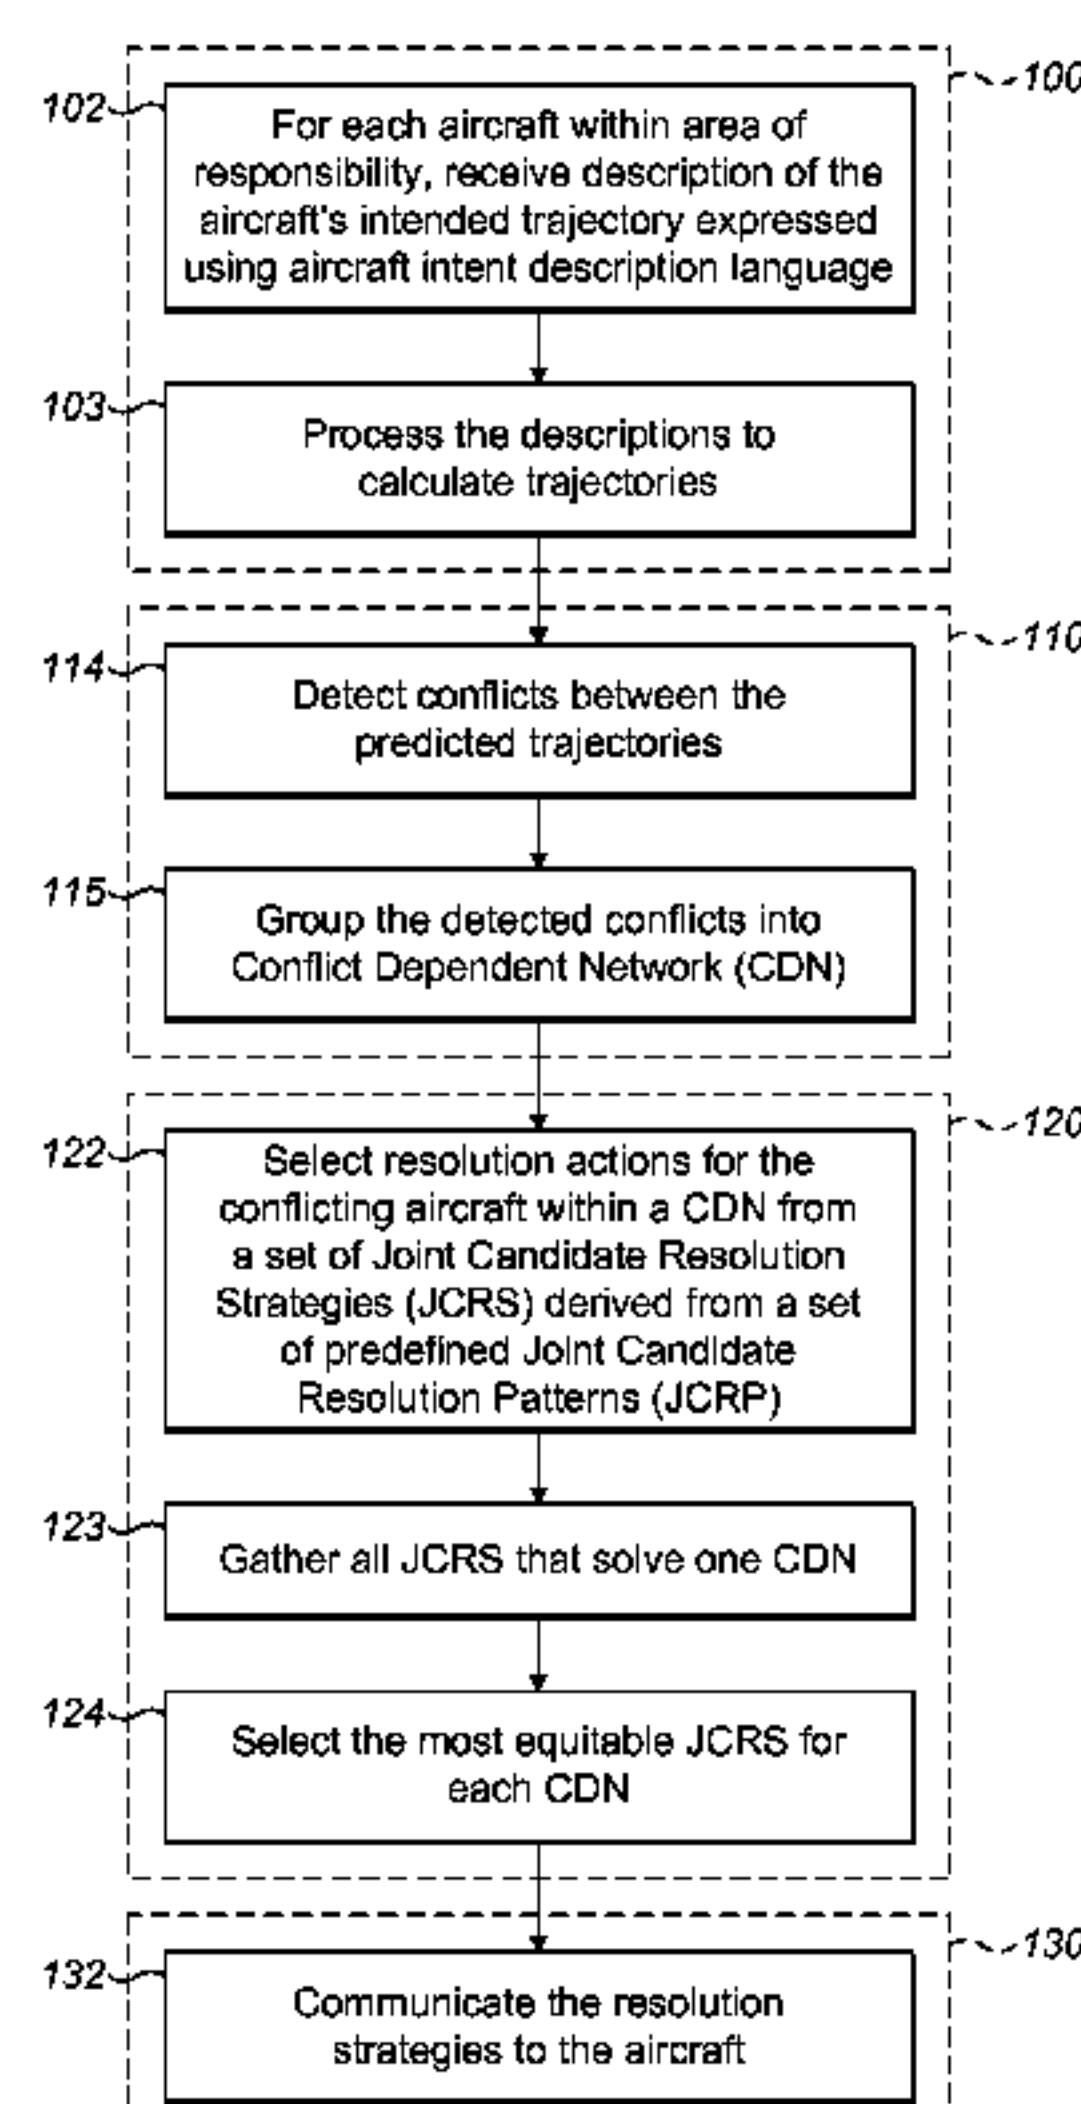 100
102
For each aircraft within area of
responsibility, receive description of the
aircraft's intended trajectory expressed
using aircraft intent description language
103
Process the descriptions to
calculate trajectories
110
114
Detect conflicts between the
predicted trajectories
115
Group the detected conflicts into
Conflict Dependent Network (CDN)
120
122
Select resolution actions for the
conflicting aircraft within a CDN from
a set of Joint Candidate Resolution
Strategies (JCRS) derived from a set
of predefined Joint Candidate
Resolution Patterns (JCRP)
123
Gather all JCRS that solve one CDN
124
Select the most equitable JCRS for
each CDN
130
132
Communicate the resolution
strategies to the aircraft